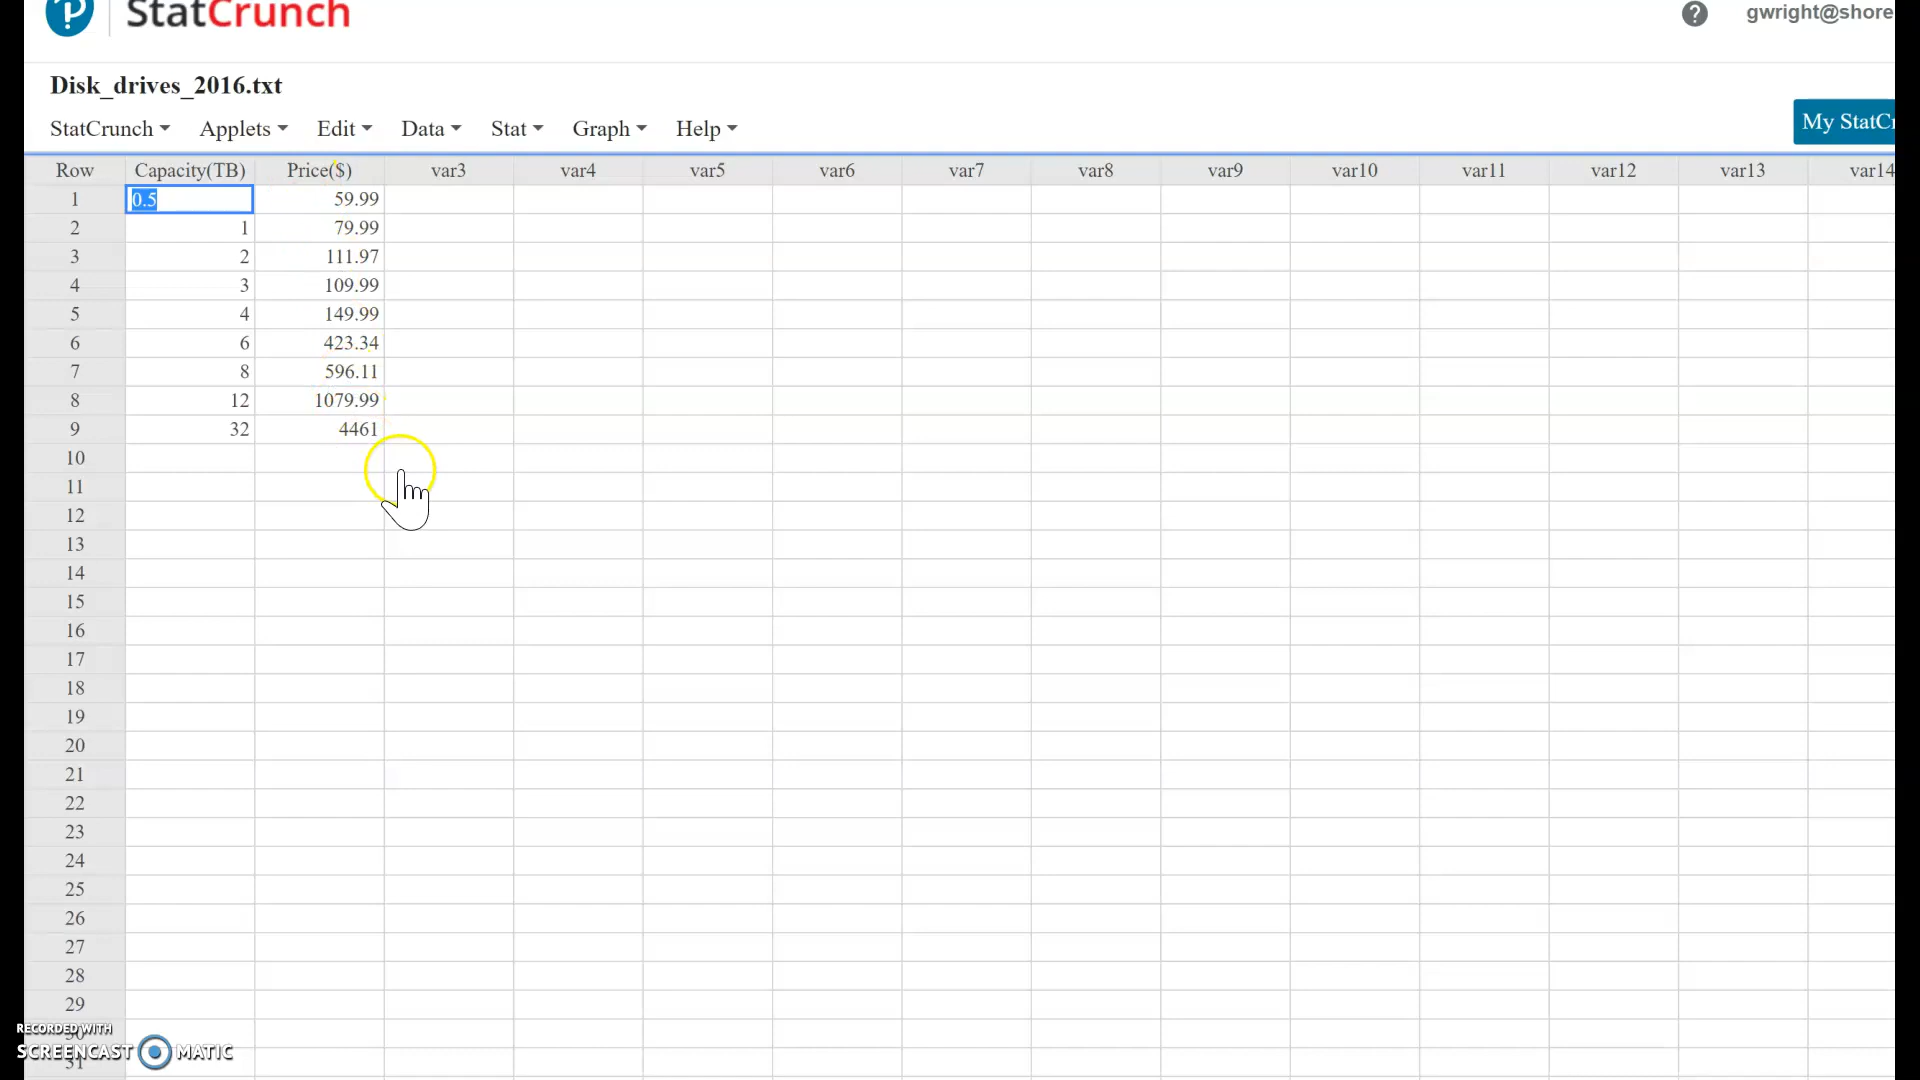 StatCrunch
gwright@shore
Disk_drives_2016.txt
StatCrunch Applets Edit Data Stat Graph Help
My StatCr
Row Capacity(TB) Price($) var3 var4 var5 var6 var7 var8 var9 var10 var11 var12 var13 var14
1 0.5 59.99
2 1 79.99
3 2 111.97
4 3 109.99
5 4 149.99
6 6 423.34
7 8 596.11
8 12 1079.99
9 32 4461
10
11
12
13
14
15
16
17
18
19
20
21
22
23
24
25
26
27
28
29
RECORDED WITH
30
SCREENCAST MATIC
31